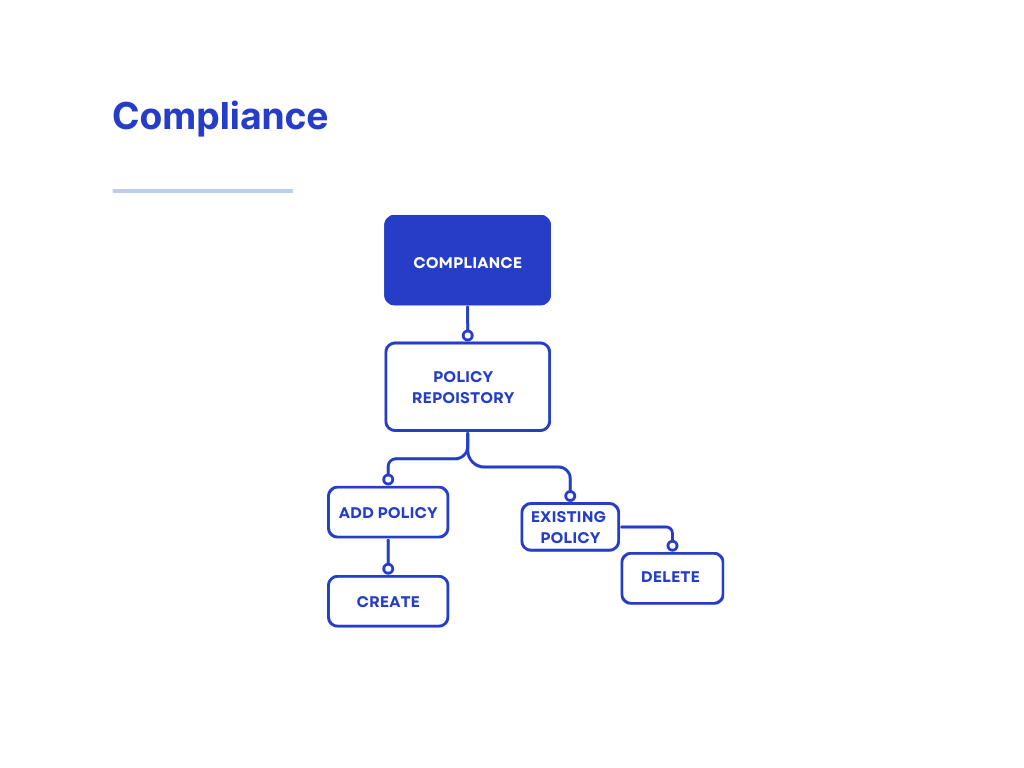 Compliance
COMPLIANCE
POLICY
REPOISTORY
ADD POLICY
EXISTING
POLICY
DELETE
CREATE